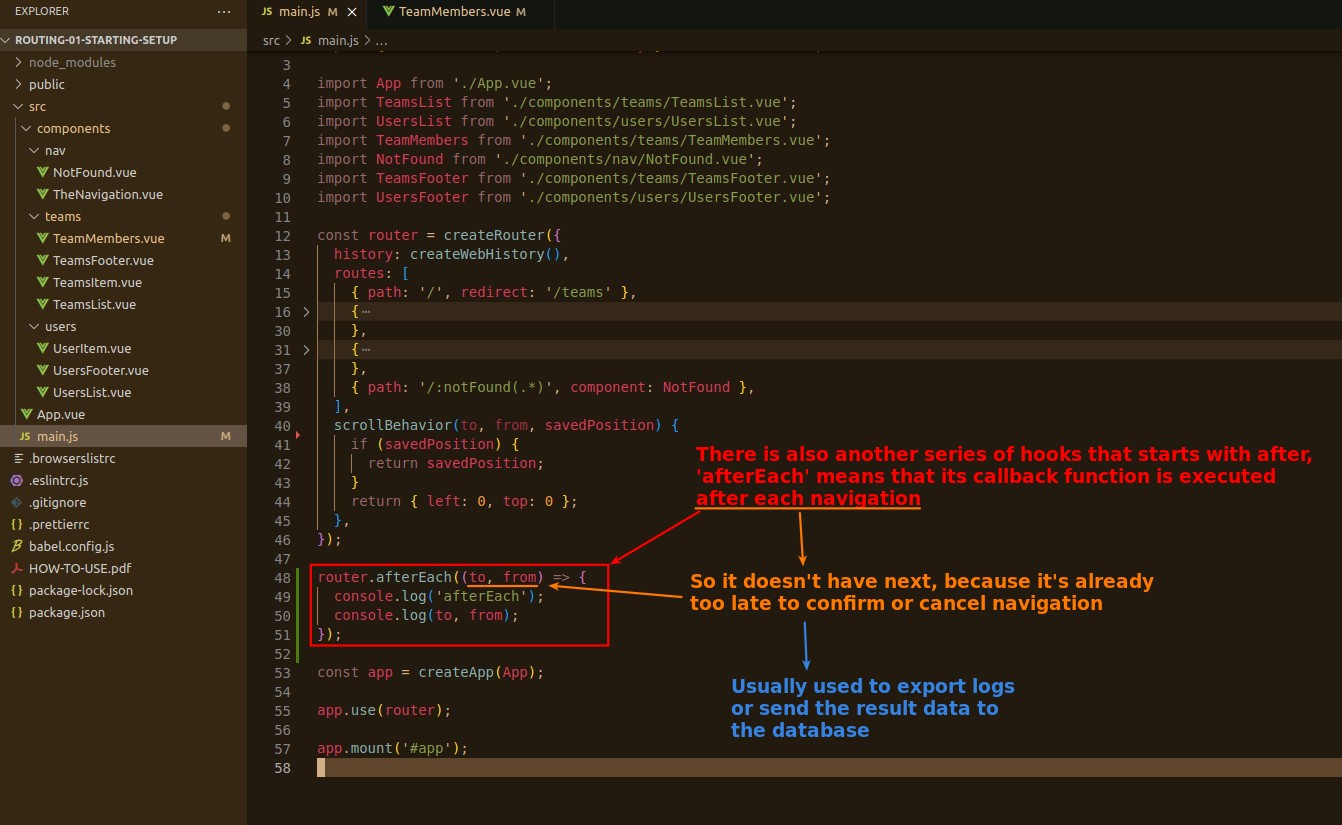 EXPLORER ···
ROUTING-01-STARTING-SETUP
node_modules
public
src
components
nav
NotFound.vue
TheNavigation.vue
teams
TeamMembers.vue M
TeamsFooter.vue
TeamsItem.vue
TeamsList.vue
users
UserItem.vue
UsersFooter.vue
UsersList.vue
App.vue
JS main.js M
.browserslistrc
.eslintrc.js
.gitignore
{} .prettierrc
babel.config.js
HOW-TO-USE.pdf
{} package-lock.json
{} package.json
JS main.js M × TeamMembers.vue M
src > JS main.js > ...
3
4 import App from './App.vue';
5 import TeamsList from './components/teams/TeamsList.vue';
6 import UsersList from './components/users/UsersList.vue';
7 import TeamMembers from './components/teams/TeamMembers.vue';
8 import NotFound from './components/nav/NotFound.vue';
9 import TeamsFooter from './components/teams/TeamsFooter.vue';
10 import UsersFooter from './components/users/UsersFooter.vue';
11
12 const router = createRouter({
13 history: createWebHistory(),
14 routes: [
15 { path: '/', redirect: '/teams' },
16 > {···
30 },
31 > {···
37 },
38 { path: '/:notFound(.*)', component: NotFound },
39 ],
40 scrollBehavior(to, from, savedPosition) {
41 if (savedPosition) {
42 return savedPosition;
43 }
44 return { left: 0, top: 0 };
45 },
46 });
47
48 router.afterEach((to, from) => {
49 console.log('afterEach');
50 console.log(to, from);
51 });
52
53 const app = createApp(App);
54
55 app.use(router);
56
57 app.mount('#app');
58
There is also another series of hooks that starts with after,
'afterEach' means that its callback function is executed
after each navigation
So it doesn't have next, because it's already
too late to confirm or cancel navigation
Usually used to export logs
or send the result data to
the database